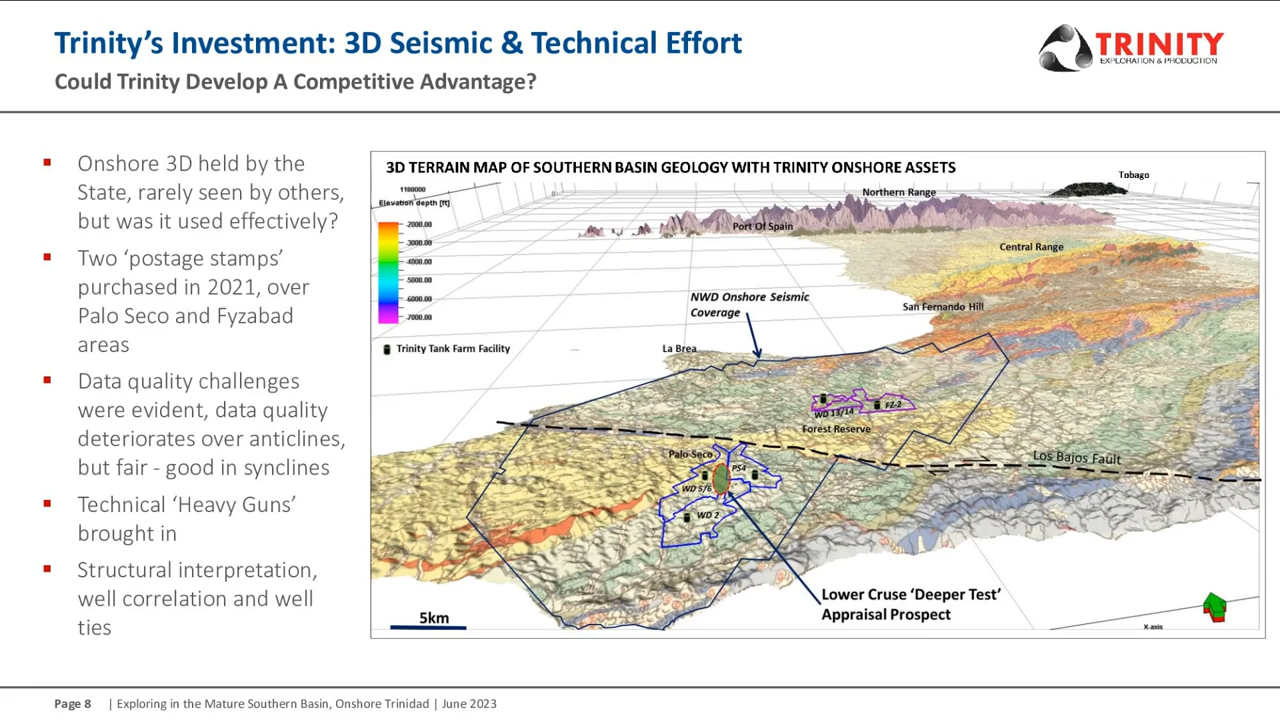 Trinity's Investment: 3D Seismic & Technical Effort
Could Trinity Develop A Competitive Advantage?
TRINITY
EXPLORATION & PRODUCTION
▪ Onshore 3D held by the
State, rarely seen by others,
but was it used effectively?
▪ Two 'postage stamps'
purchased in 2021, over
Palo Seco and Fyzabad
areas
▪ Data quality challenges
were evident, data quality
deteriorates over anticlines,
but fair - good in synclines
▪ Technical 'Heavy Guns'
brought in
▪ Structural interpretation,
well correlation and well
ties
3D TERRAIN MAP OF SOUTHERN BASIN GEOLOGY WITH TRINITY ONSHORE ASSETS
1180000
Elevation depth [ft]
-2000.00
-3000.00
-4000.00
-5000.00
-6000.00
-7000.00
Trinity Tank Farm Facility
Tobago
Northern Range
Port Of Spain
Central Range
NWD Onshore Seismic
Coverage
San Fernando Hill
La Brea
WD 13/14
FZ-2
Forest Reserve
Palo Seco
PS4
Los Bajos Fault
WD 5/6
WD 2
Lower Cruse 'Deeper Test'
Appraisal Prospect
5km
X-axis
Page 8 | Exploring in the Mature Southern Basin, Onshore Trinidad | June 2023